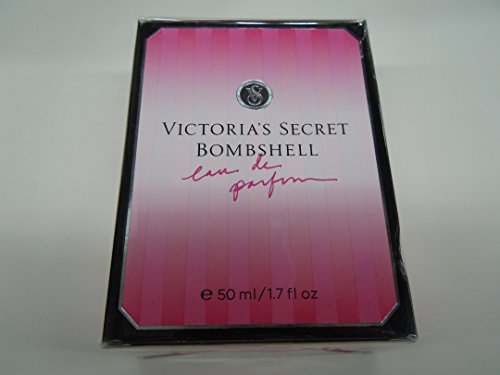 VS
VICTORIA'S SECRET
BOMBSHELL
eau de
parfum
e 50 ml/1.7 fl oz